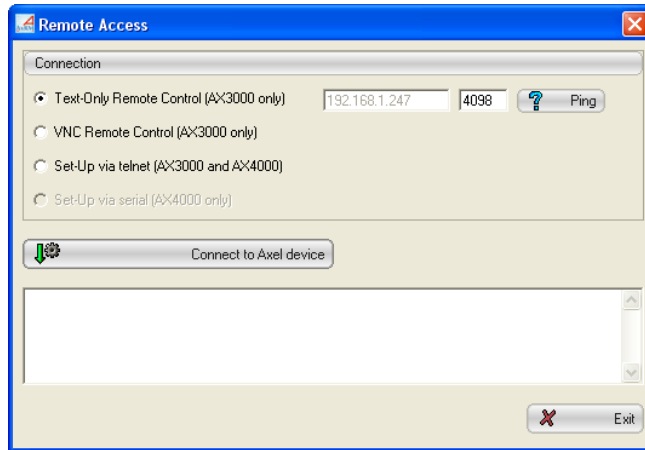 Remote Access
Connection
Text-Only Remote Control (AX3000 only) 192.168.1.247 4098 Ping
VNC Remote Control (AX3000 only)
Set-Up via telnet (AX3000 and AX4000)
Set-Up via serial (AX4000 only)
Connect to Axel device
Exit